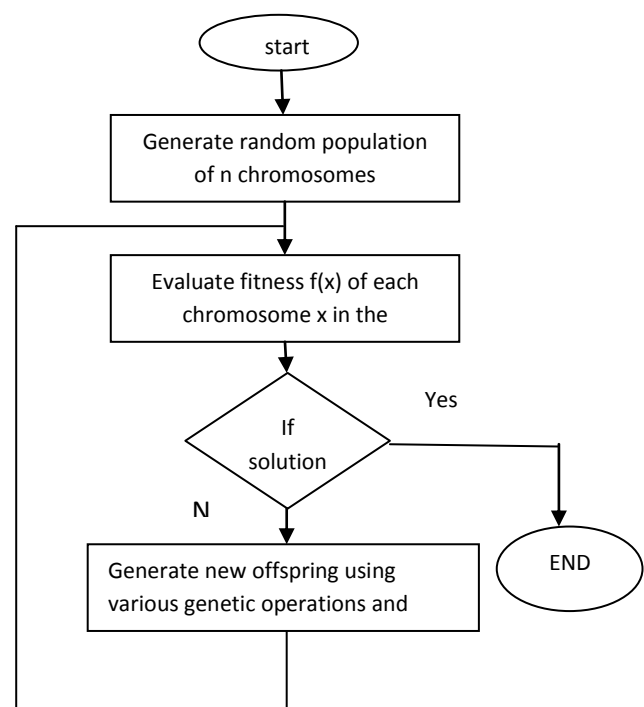 start
Generate random population
of n chromosomes
Evaluate fitness f(x) of each
chromosome x in the
Yes
If
solution
N
END
Generate new offspring using
various genetic operations and